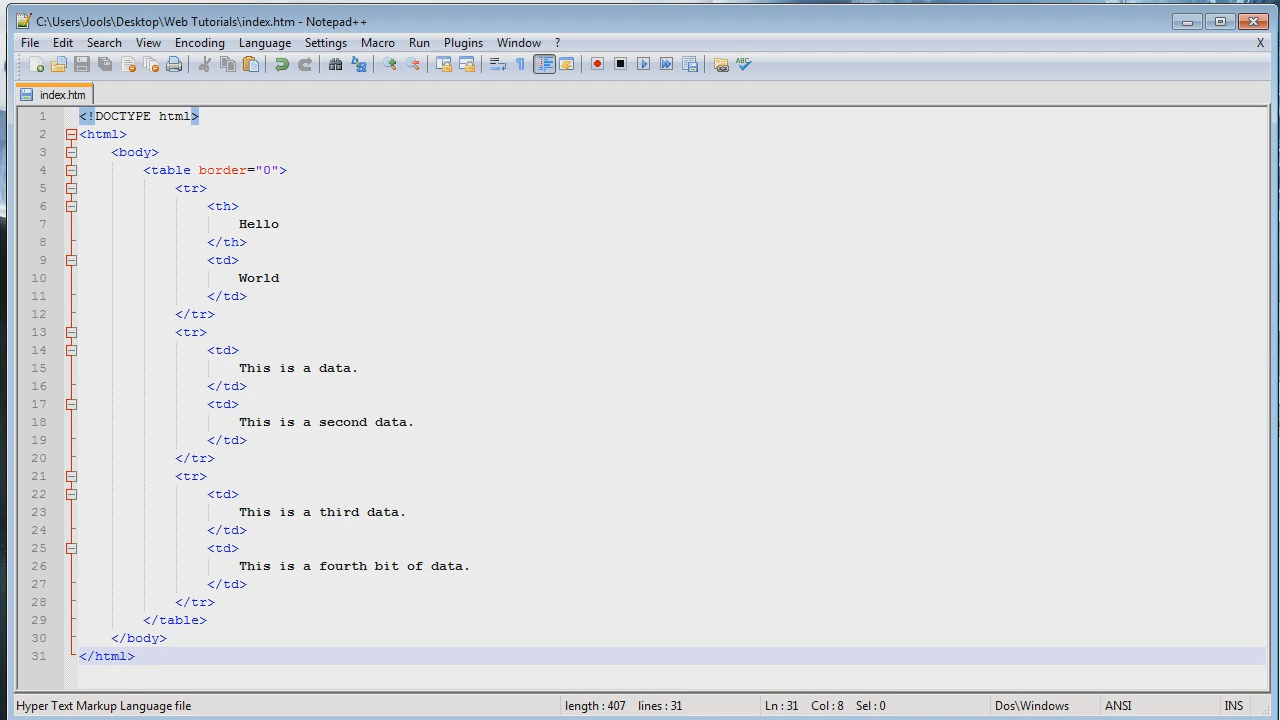 C:\Users\Jools\Desktop\Web Tutorials\index.htm - Notepad++
File Edit Search View Encoding Language Settings Macro Run Plugins Window ? X
index.htm
1 <!DOCTYPE html>
2 <html>
3 <body>
4 <table border="0">
5 <tr>
6 <th>
7 Hello
8 </th>
9 <td>
10 World
11 </td>
12 </tr>
13 <tr>
14 <td>
15 This is a data.
16 </td>
17 <td>
18 This is a second data.
19 </td>
20 </tr>
21 <tr>
22 <td>
23 This is a third data.
24 </td>
25 <td>
26 This is a fourth bit of data.
27 </td>
28 </tr>
29 </table>
30 </body>
31 </html>
Hyper Text Markup Language file length : 407 lines : 31 Ln : 31 Col : 8 Sel : 0 Dos\Windows ANSI INS